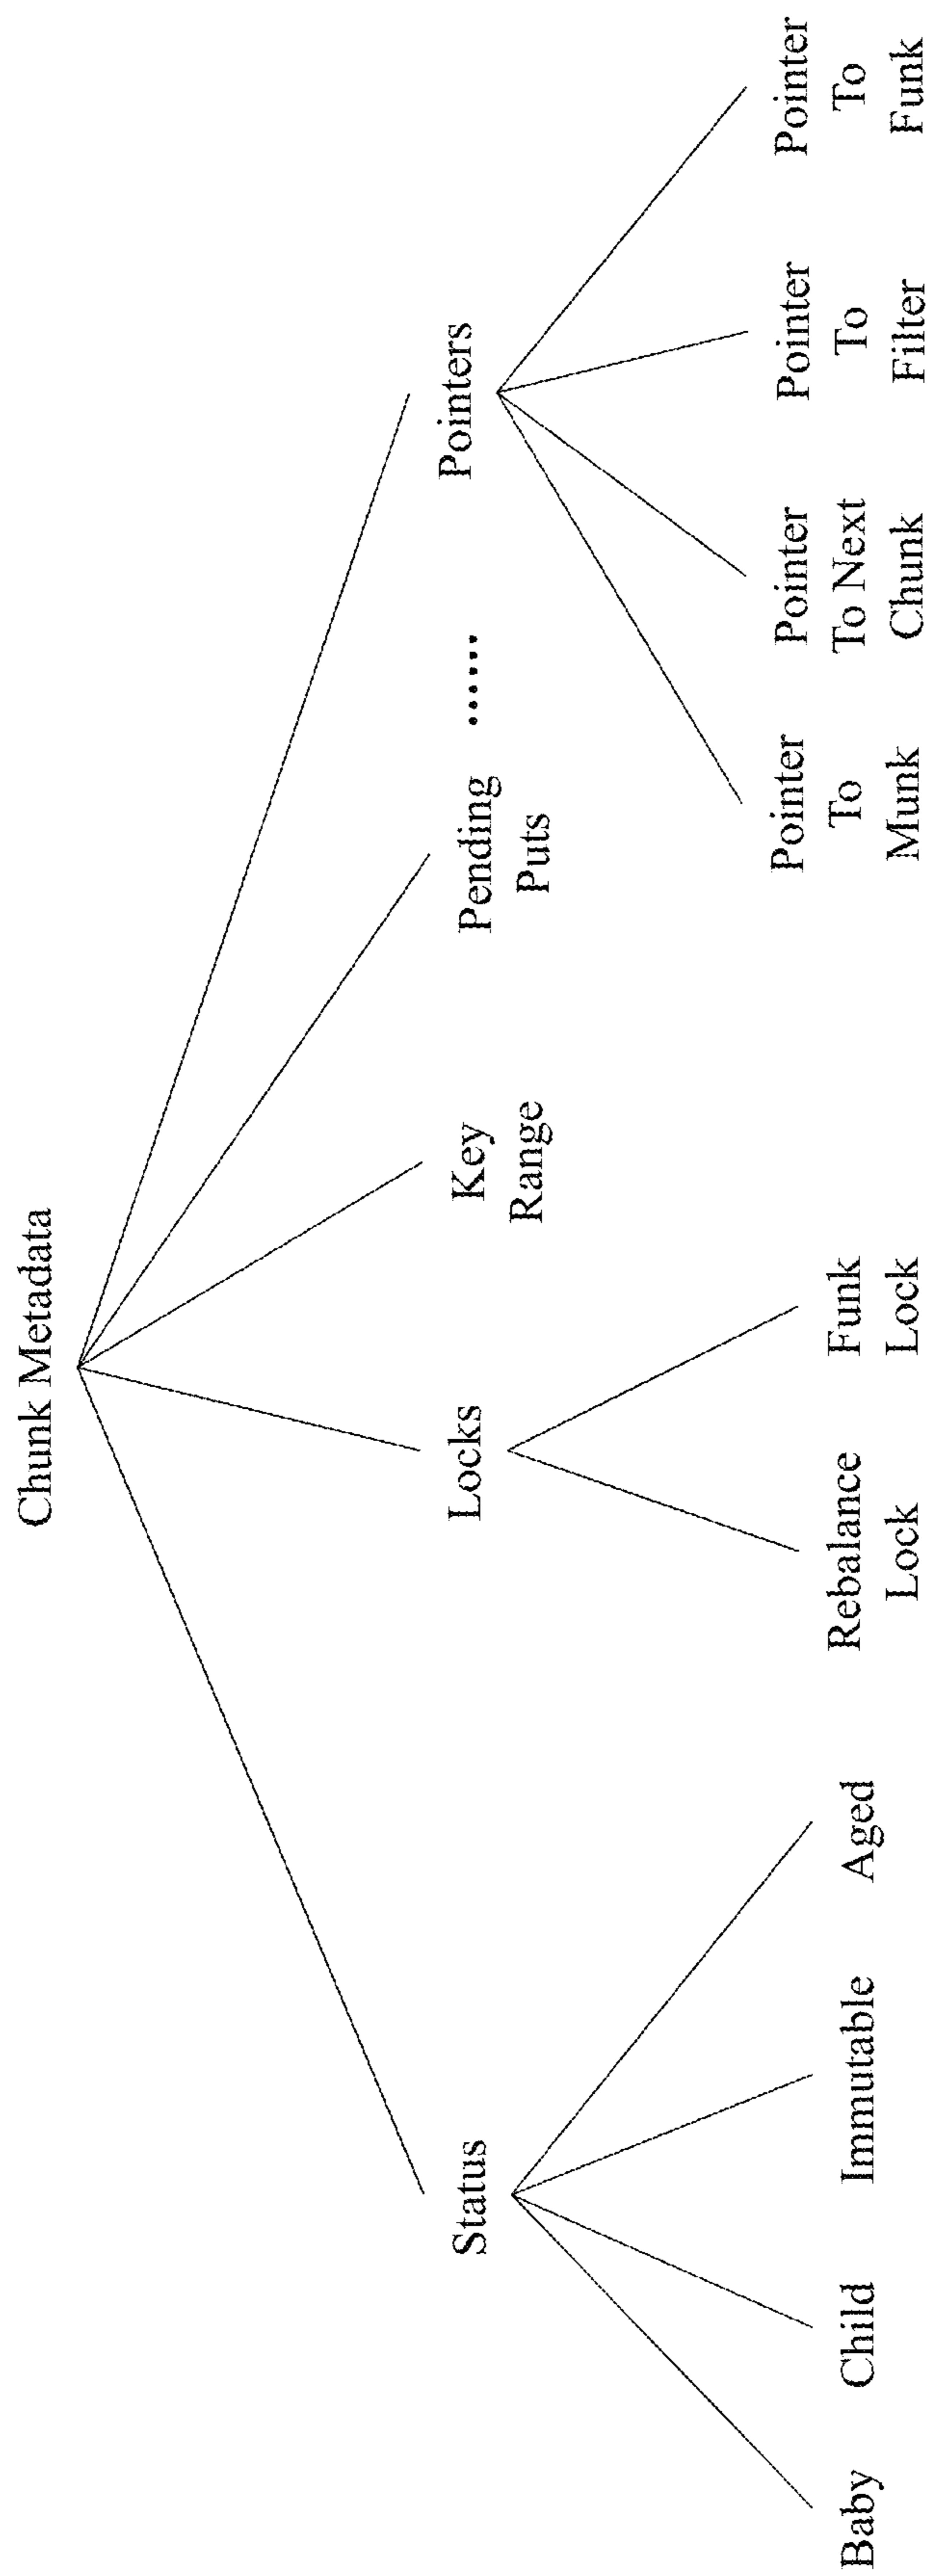 Chunk Metadata
Status
Locks
Key
Range
Pending
Puts
......
Pointers
Baby
Child
Immutable
Aged
Rebalance
Lock
Funk
Lock
Pointer
To
Munk
Pointer
To Next
Chunk
Pointer
To
Filter
Pointer
To
Funk